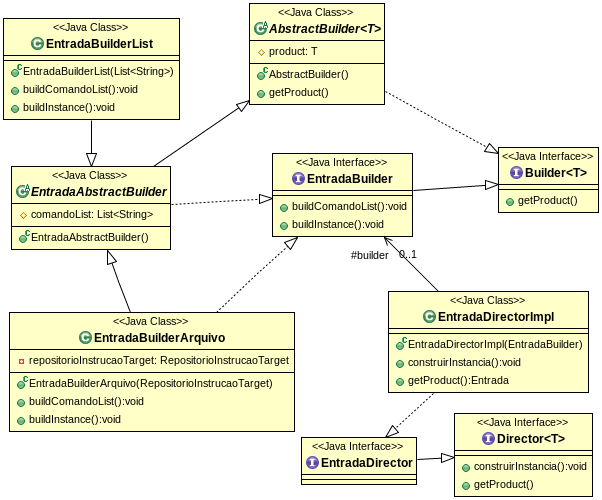 <<Java Class>>
EntradaBuilderList
EntradaBuilderList(List<String>)
buildComandoList():void
buildInstance():void
<<Java Class>>
AbstractBuilder<T>
product: T
AbstractBuilder()
getProduct()
<<Java Interface>>
Builder<T>
getProduct()
<<Java Class>>
EntradaAbstractBuilder
comandoList: List<String>
EntradaAbstractBuilder()
<<Java Interface>>
EntradaBuilder
buildComandoList():void
buildInstance():void
#builder 0..1
<<Java Class>>
EntradaDirectorImpl
EntradaDirectorImpl(EntradaBuilder)
construirInstancia():void
getProduct():Entrada
<<Java Class>>
EntradaBuilderArquivo
repositorioInstrucaoTarget: RepositorioInstrucaoTarget
EntradaBuilderArquivo(RepositorioInstrucaoTarget)
buildComandoList():void
buildInstance():void
<<Java Interface>>
EntradaDirector
<<Java Interface>>
Director<T>
construirInstancia():void
getProduct()